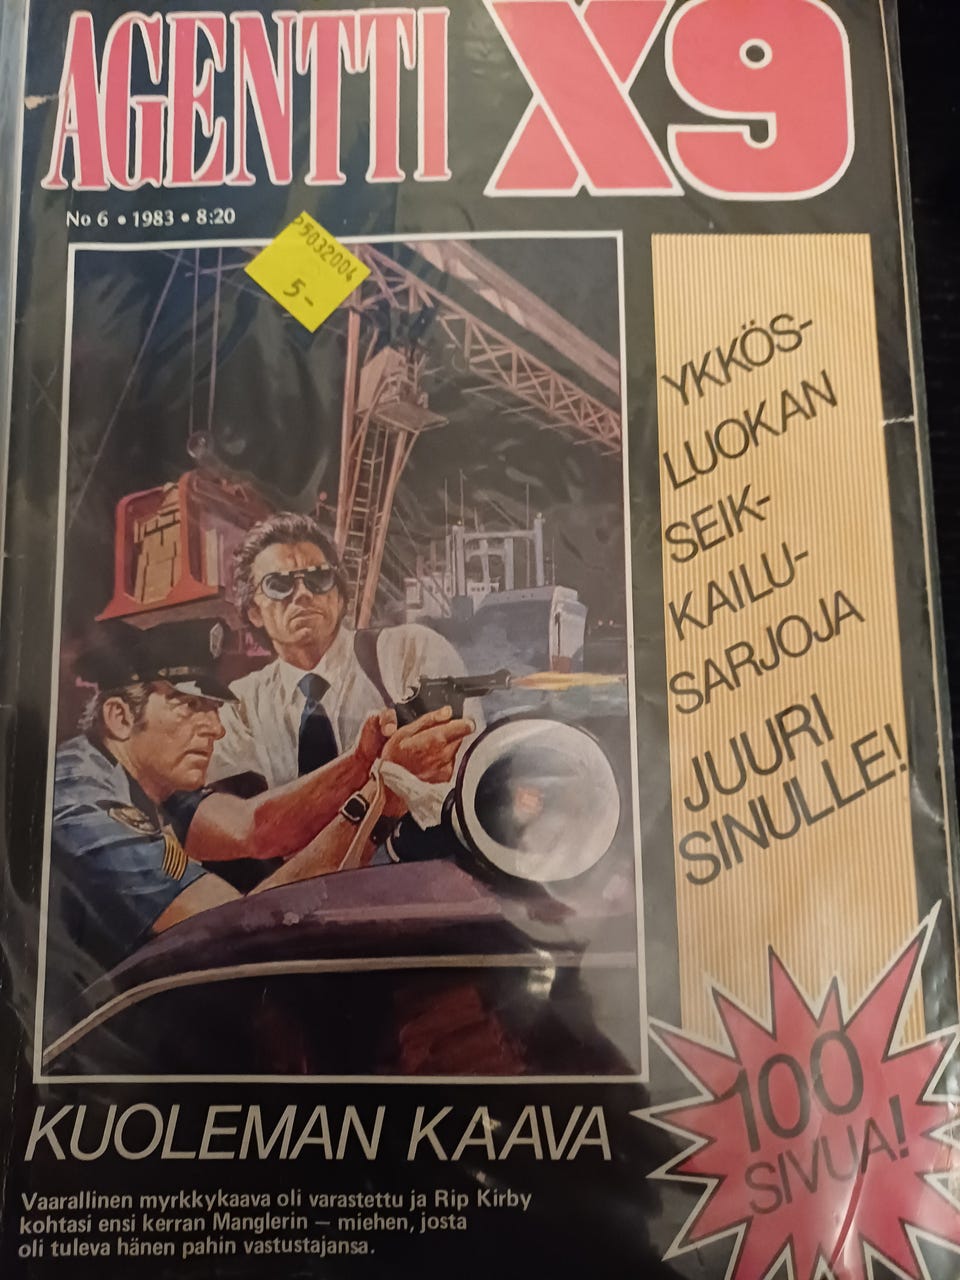 AGENTTI X9
No 6 • 1983 • 8:20
P5032004
5-
YKKÖS-
LUOKAN
SEIK-
KAILU-
SARJOJA
JUURI
SINULLE!
100
SIVUA!
KUOLEMAN KAAVA
Vaarallinen myrkkykaava oli varastettu ja Rip Kirby
kohtasi ensi kerran Manglerin — miehen, josta
oli tuleva hänen pahin vastustajansa.